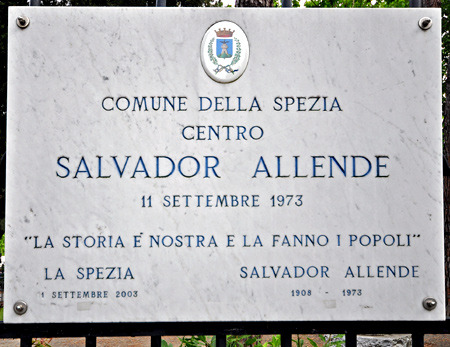 COMUNE DELLA SPEZIA
CENTRO
SALVADOR ALLENDE
11 SETTEMBRE 1973
"LA STORIA É NOSTRA E LA FANNO I POPOLI"
LA SPEZIA SALVADOR ALLENDE
1 SETTEMBRE 2003 1908 - 1973